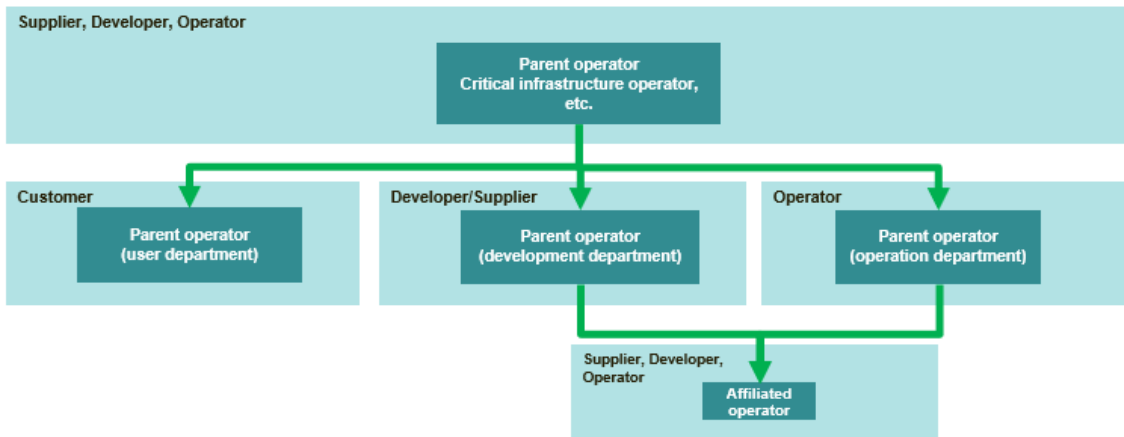 Supplier, Developer, Operator
Parent operator
Critical infrastructure operator,
etc.
Customer
Parent operator
(user department)
Developer/Supplier
Parent operator
(development department)
Operator
Parent operator
(operation department)
Supplier, Developer,
Operator
Affiliated
operator